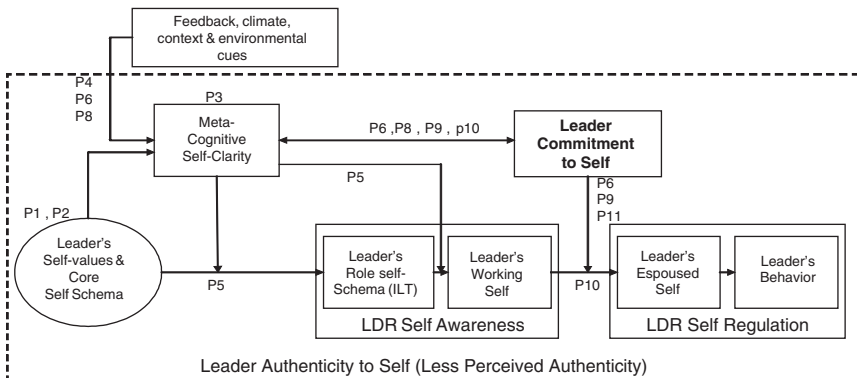 Feedback, climate,
context & environmental
cues
P4
P6
P8
P3
Meta-
Cognitive
Self-Clarity
P6 ,P8 , P9 , p10
Leader
Commitment
to Self
P5
P6
P9
P11
P1 , P2
Leader's
Self-values &
Core
Self Schema
P5
Leader's
Role self-
Schema (ILT)
Leader's
Working
Self
LDR Self Awareness
P10
Leader's
Espoused
Self
Leader's
Behavior
LDR Self Regulation
Leader Authenticity to Self (Less Perceived Authenticity)